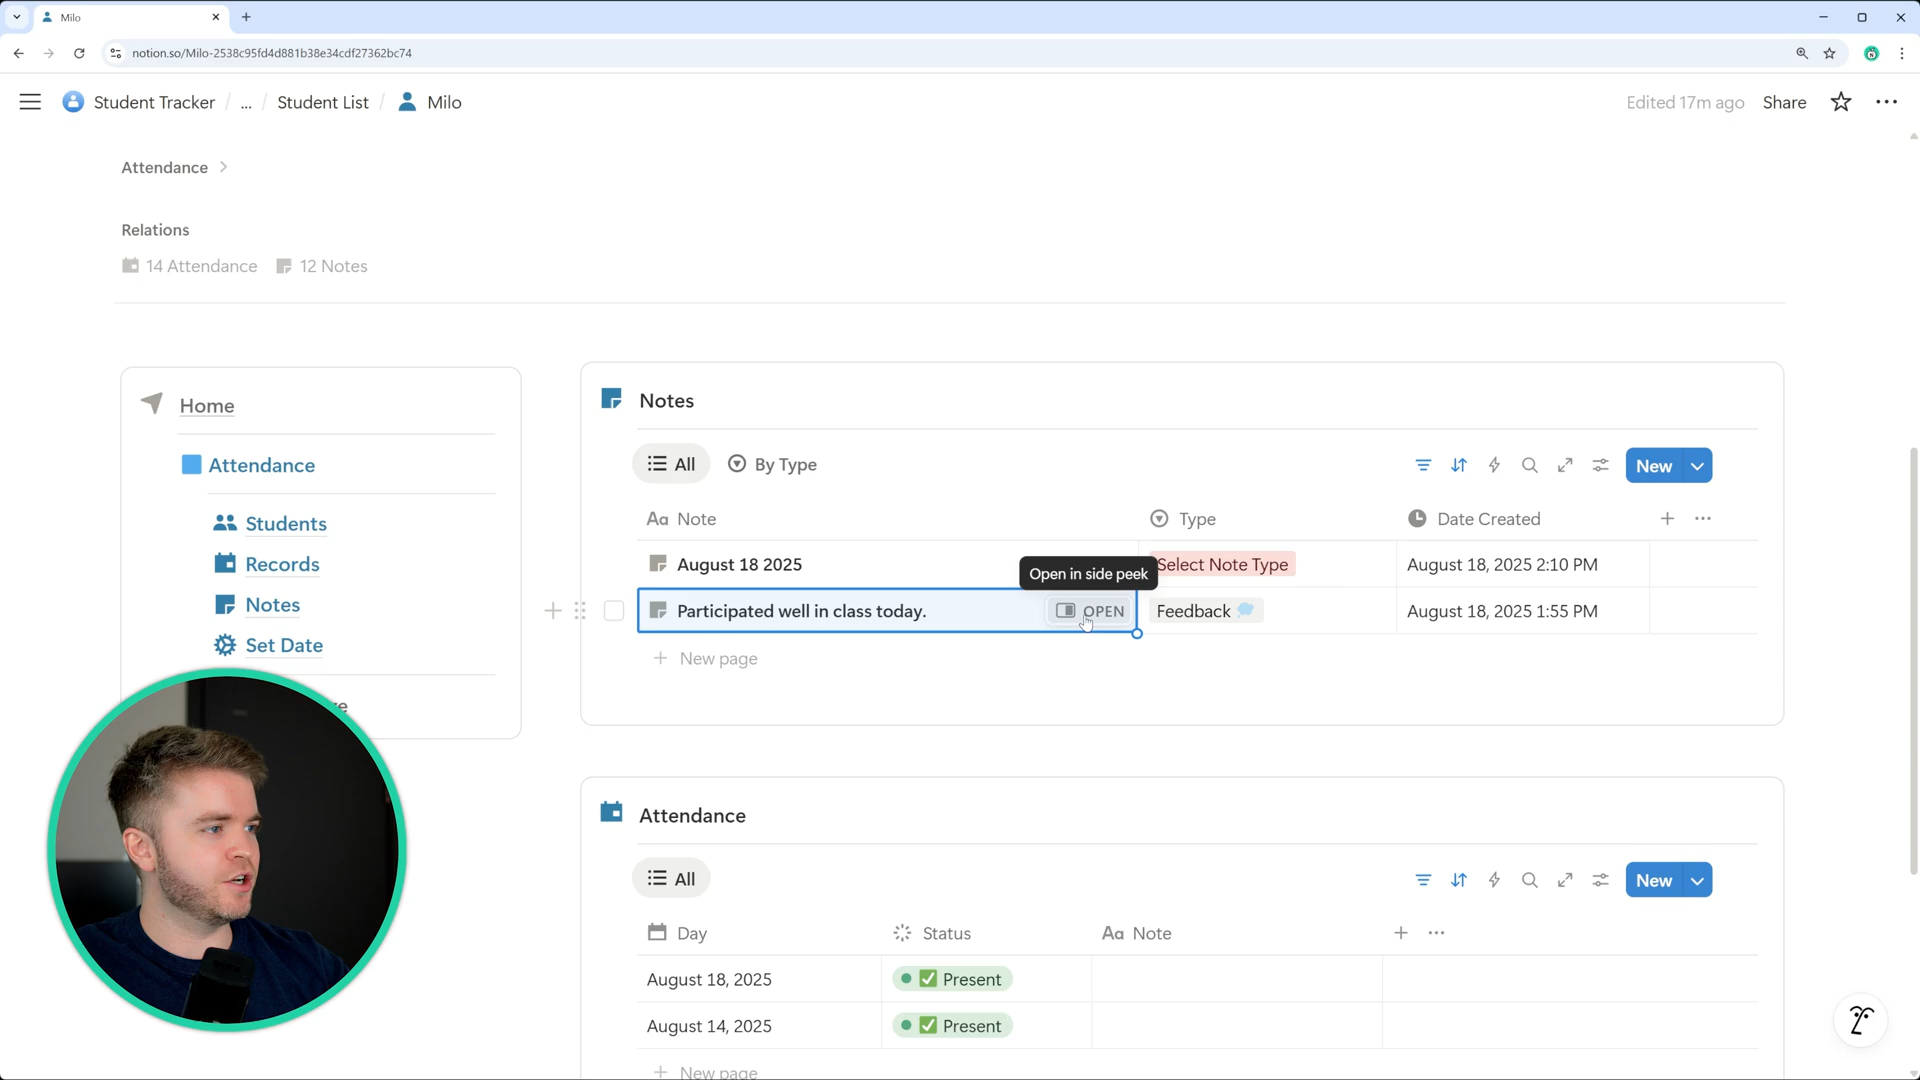 Milo
notion.so/Milo-2538c95fd4d881b38e34cdf27362bc74
Student Tracker / ... / Student List / Milo
Edited 17m ago Share
Attendance
Relations
14 Attendance 12 Notes
Home
Attendance
Students
Records
Notes
Set Date
Notes
All By Type
New
Note Type Date Created
August 18 2025 Select Note Type August 18, 2025 2:10 PM
Open in side peek
Participated well in class today. OPEN Feedback August 18, 2025 1:55 PM
New page
Attendance
All
New
Day Status Aa Note
August 18, 2025 Present
August 14, 2025 Present
New page